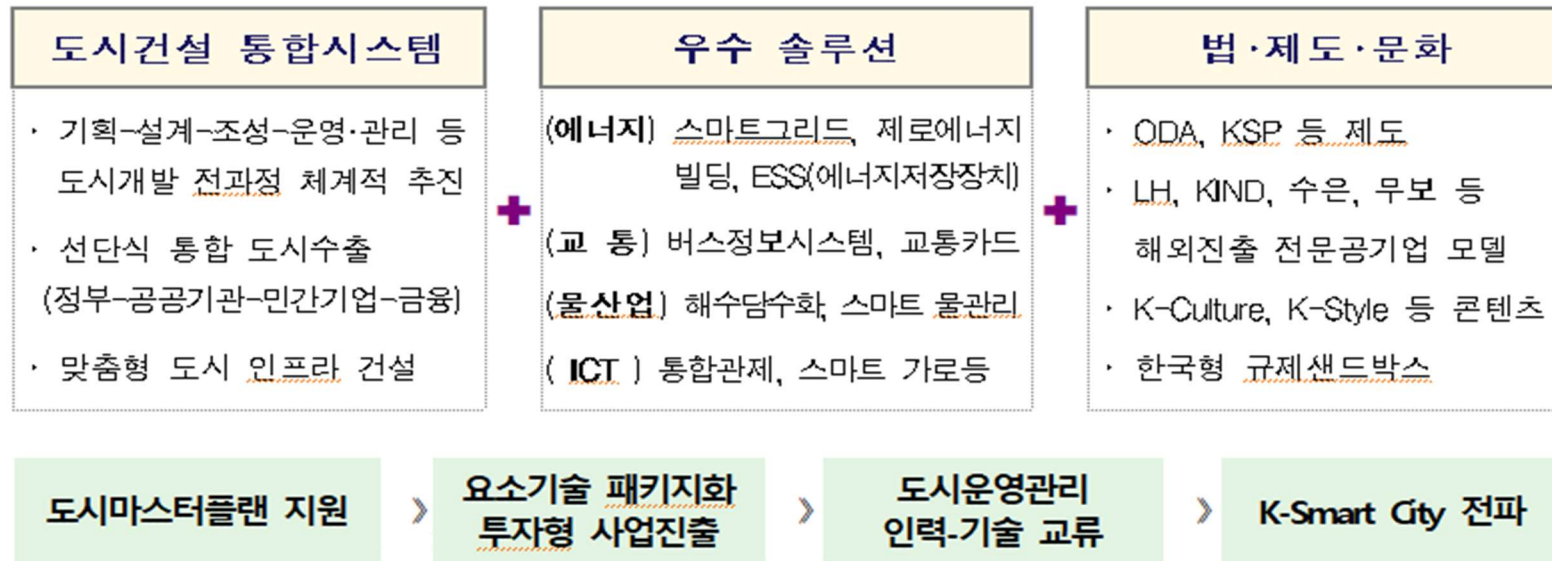 도시건설 통합시스템
· 기획-설계-조성-운영·관리 등
도시개발 전과정 체계적 추진
· 선단식 통합 도시수출
(정부-공공기관-민간기업-금융)
· 맞춤형 도시 인프라 건설
+
우수 솔루션
(에너지) 스마트그리드, 제로에너지
빌딩, ESS(에너지저장장치)
(교 통) 버스정보시스템, 교통카드
(물산업) 해수담수화, 스마트 물관리
( ICT ) 통합관제, 스마트 가로등
+
법·제도·문화
· ODA, KSP 등 제도
· LH, KIND, 수은, 무보 등
해외진출 전문공기업 모델
· K-Culture, K-Style 등 콘텐츠
· 한국형 규제샌드박스
도시마스터플랜 지원
》
요소기술 패키지화
투자형 사업진출
》
도시운영관리
인력-기술 교류
》
K-Smart City 전파